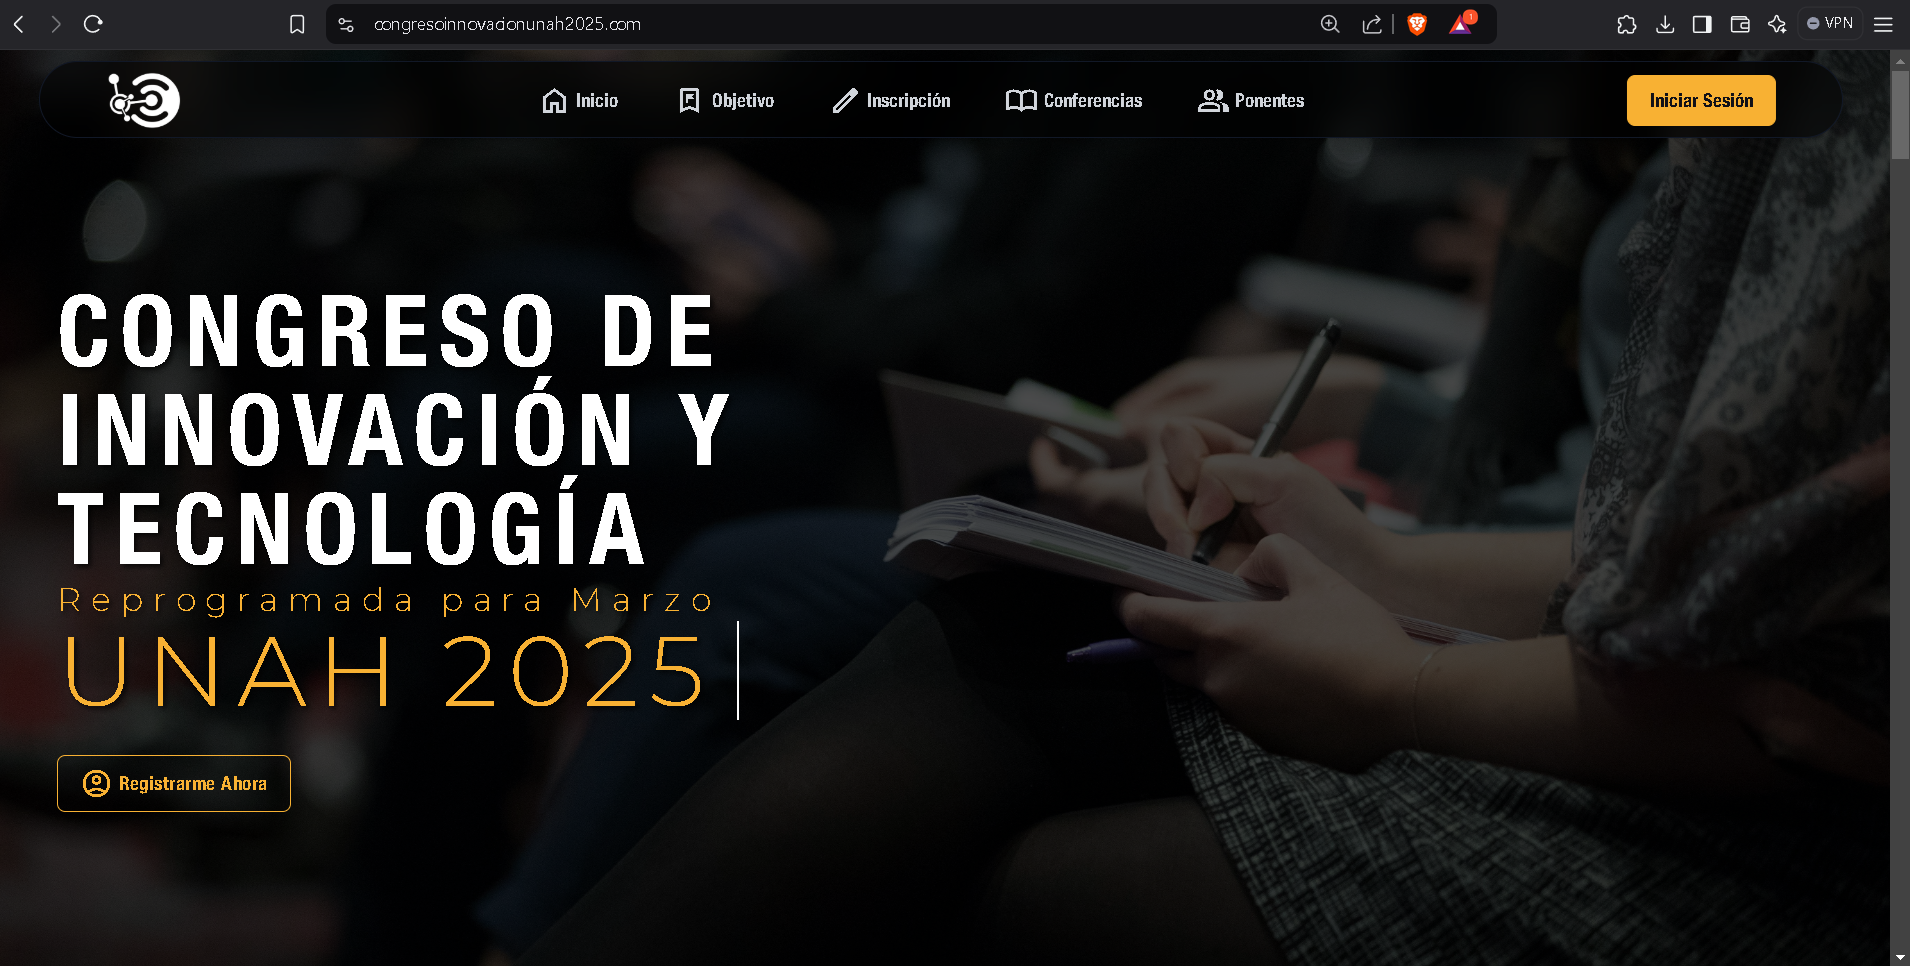 congresoinnovacionunah2025.com
1
VPN
Inicio
Objetivo
Inscripción
Conferencias
Ponentes
Iniciar Sesión
CONGRESO DE
INNOVACIÓN Y
TECNOLOGÍA
Reprogramada para Marzo
UNAH 2025
Registrarme Ahora